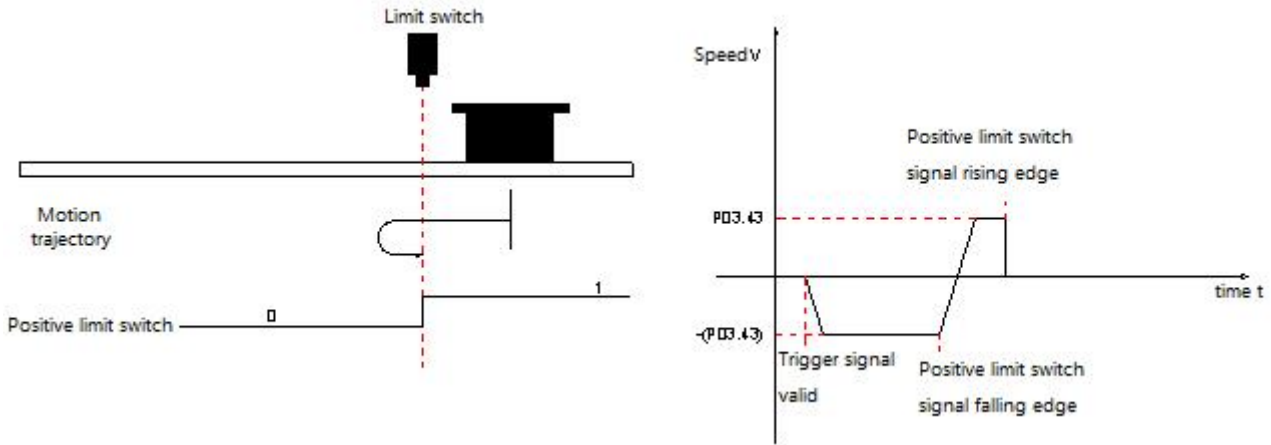 Limit switch
Motion
trajectory
0
1
Positive limit switch
Speed V
Positive limit switch
signal rising edge
P03.43
time t
-(P03.43)
Trigger signal
valid
Positive limit switch
signal falling edge